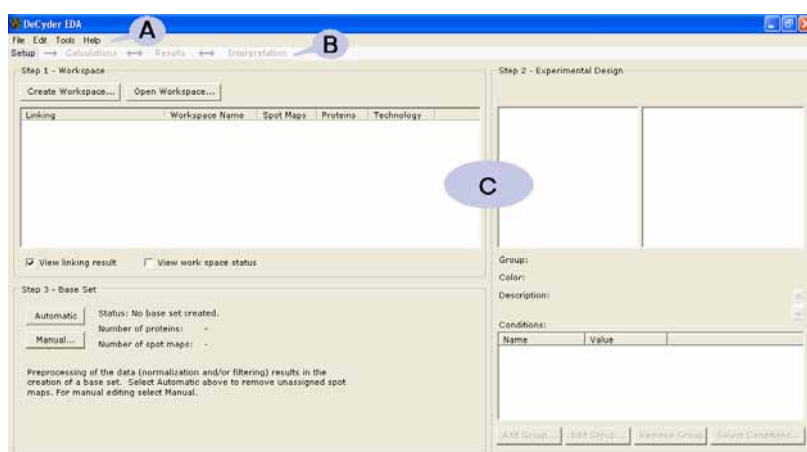 DeCyder EDA
File Edit Tools Help
A
Setup Calculations Results Interpretation
B
Step 1 - Workspace
Create Workspace... Open Workspace...
Linking Workspace Name Spot Maps Proteins Technology
C
View linking result View work space status
Step 2 - Experimental Design
Group:
Color:
Description:
Conditions:
Name Value
Add Group... Edit Group... Remove Group Select Conditions...
Step 3 - Base Set
Automatic Status: No base set created.
Number of proteins: -
Manual... Number of spot maps: -
Preprocessing of the data (normalization and/or filtering) results in the
creation of a base set. Select Automatic above to remove unassigned spot
maps. For manual editing select Manual.